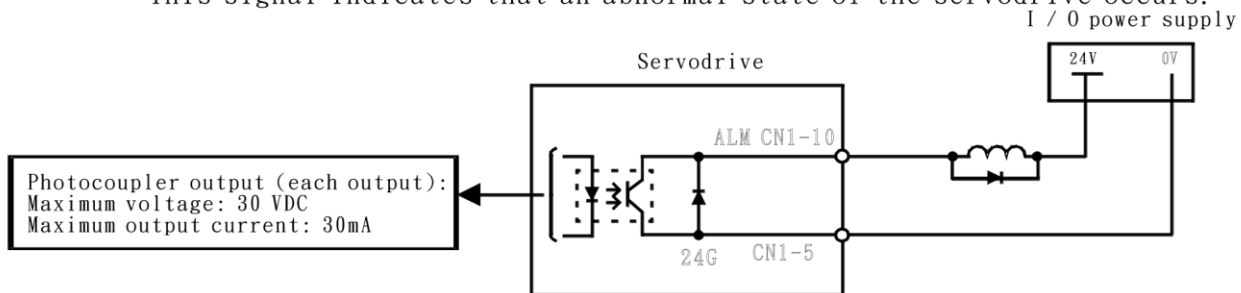 This signal indicates that an abnormal state of the servodrive occurs.
I / O power supply
24V 0V
Servodrive
ALM CN1-10
Photocoupler output (each output):
Maximum voltage: 30 VDC
Maximum output current: 30mA
24G CN1-5